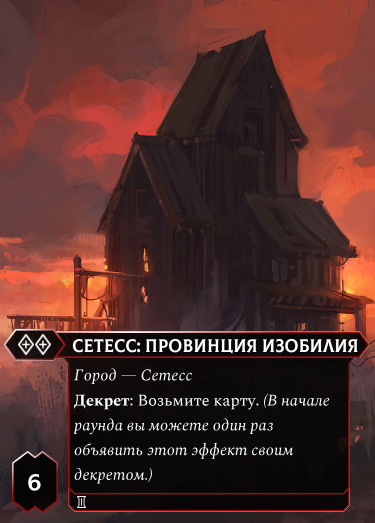 СЕТЕСС: ПРОВИНЦИЯ ИЗОБИЛИЯ
Город — Сетесс
Декрет: Возьмите карту. (В начале
раунда вы можете один раз
объявить этот эффект своим
декретом.)
6